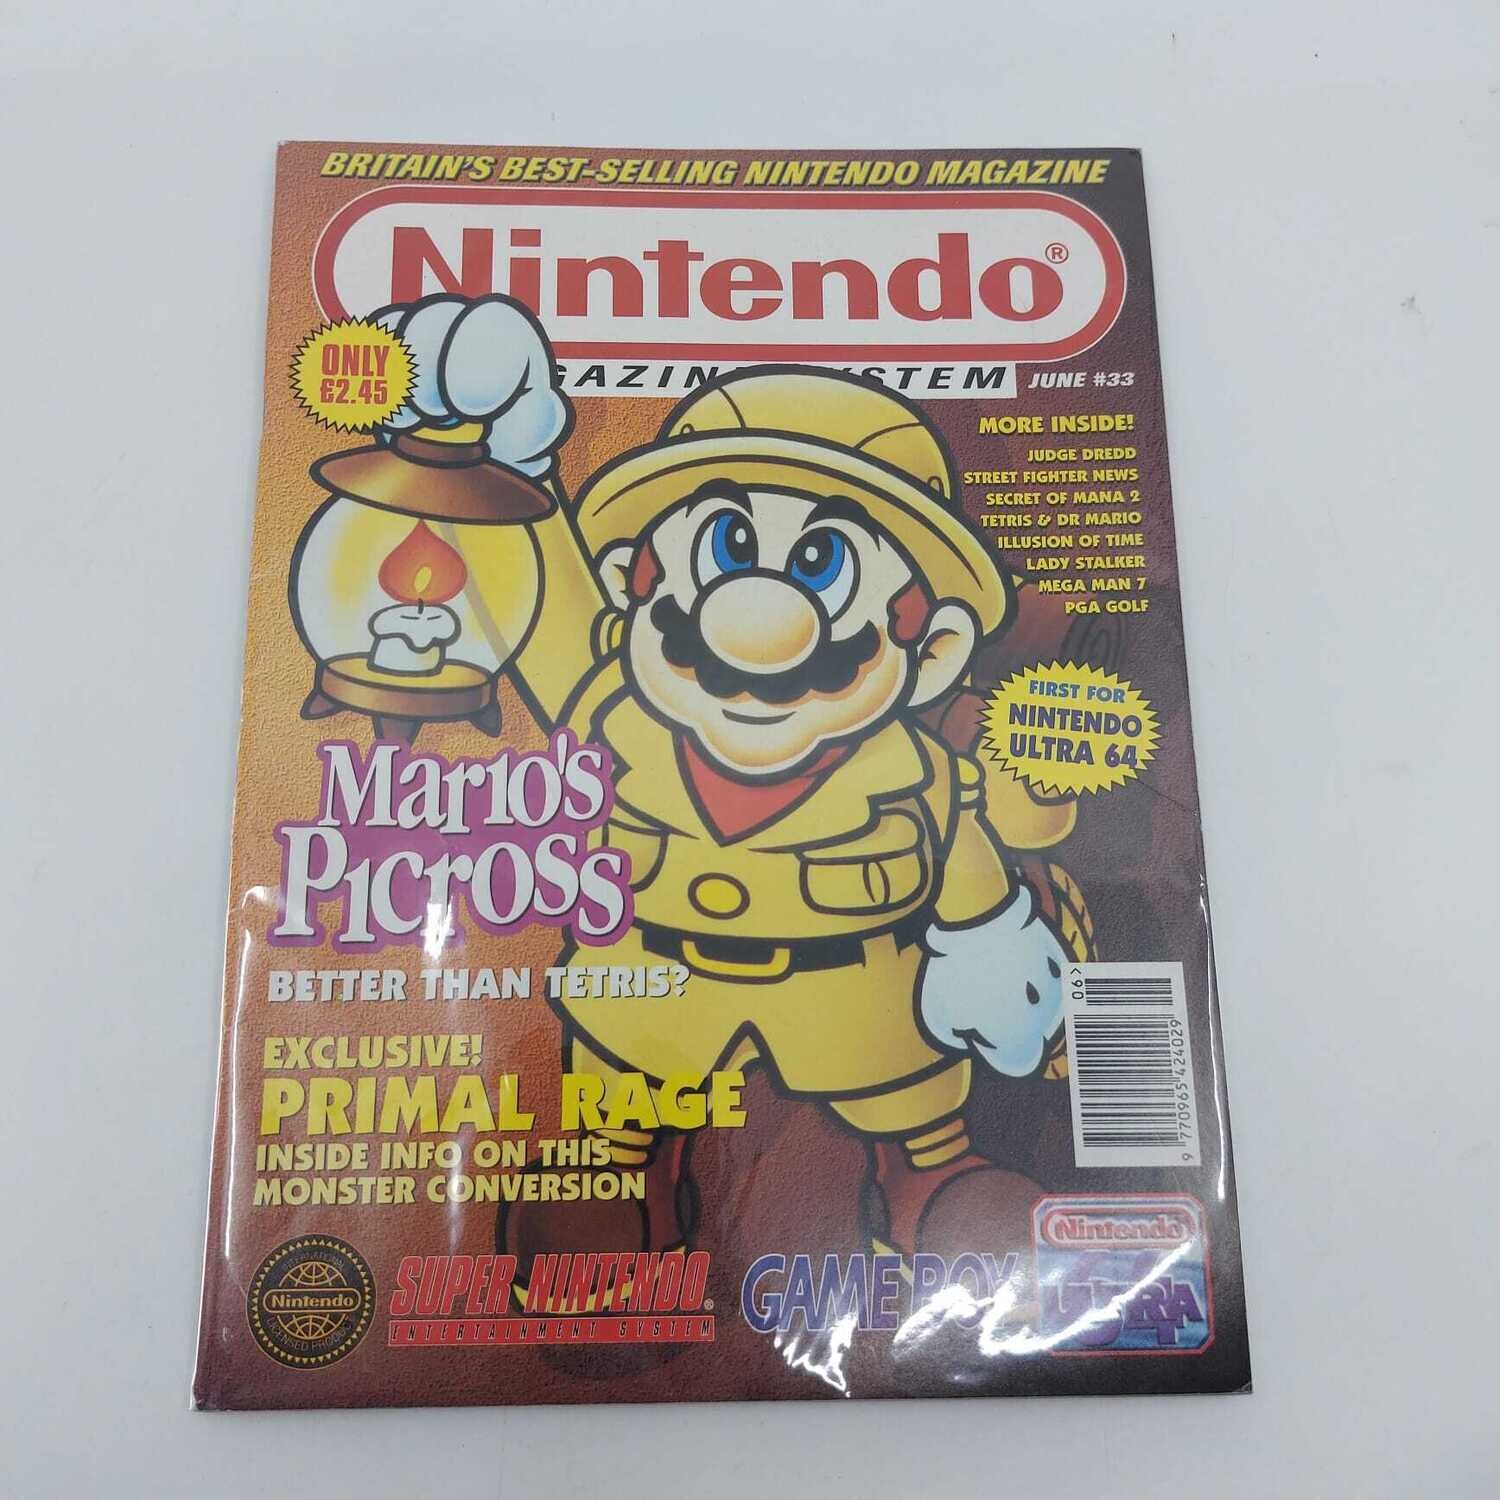 BRITAIN'S BEST-SELLING NINTENDO MAGAZINE
Nintendo®
AZIN STEM JUNE #33
ONLY
£2.45
MORE INSIDE!
JUDGE DREDD
STREET FIGHTER NEWS
SECRET OF MANA 2
TETRIS & DR MARIO
ILLUSION OF TIME
LADY STALKER
MEGA MAN 7
PGA GOLF
FIRST FOR
NINTENDO
ULTRA 64
Mario's
Picross
BETTER THAN TETRIS?
EXCLUSIVE!
PRIMAL RAGE
INSIDE INFO ON THIS
MONSTER CONVERSION
06>
9 770965 424029
Nintendo
SUPER NINTENDO®
ENTERTAINMENT SYSTEM
GAME BOY
Nintendo
ULTRA
64